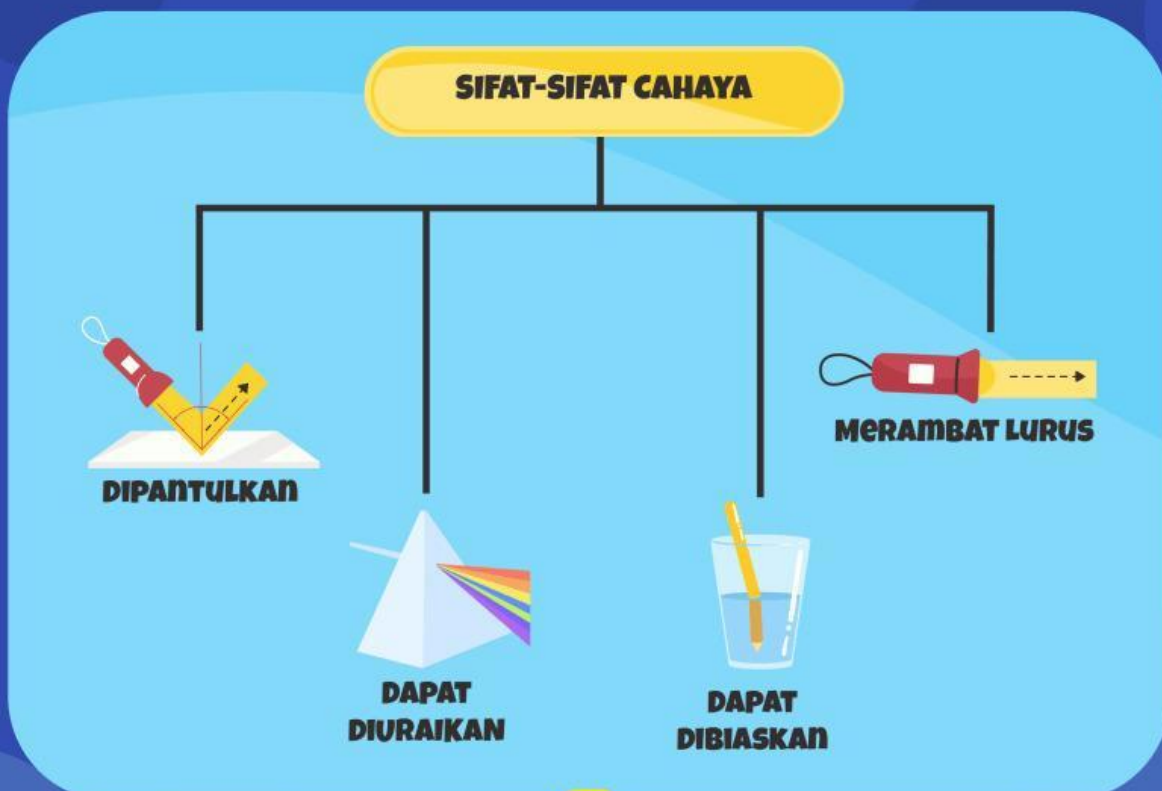 SIFAT-SIFAT CAHAYA
DIPANTULKAN
DAPAT
DIURAIKAN
DAPAT
DIBIASKAN
MERAMBAT LURUS